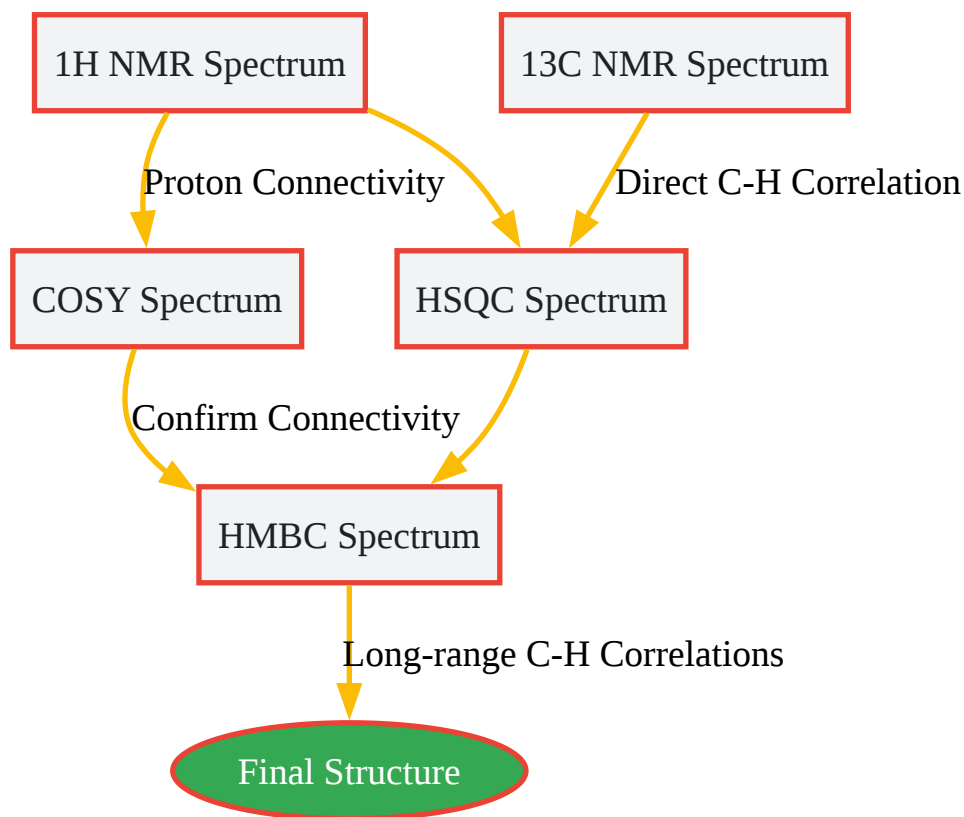 1H NMR Spectrum
13C NMR Spectrum
Proton Connectivity
Direct C-H Correlation
COSY Spectrum
HSQC Spectrum
Confirm Connectivity
HMBC Spectrum
Long-range C-H Correlations
Final Structure